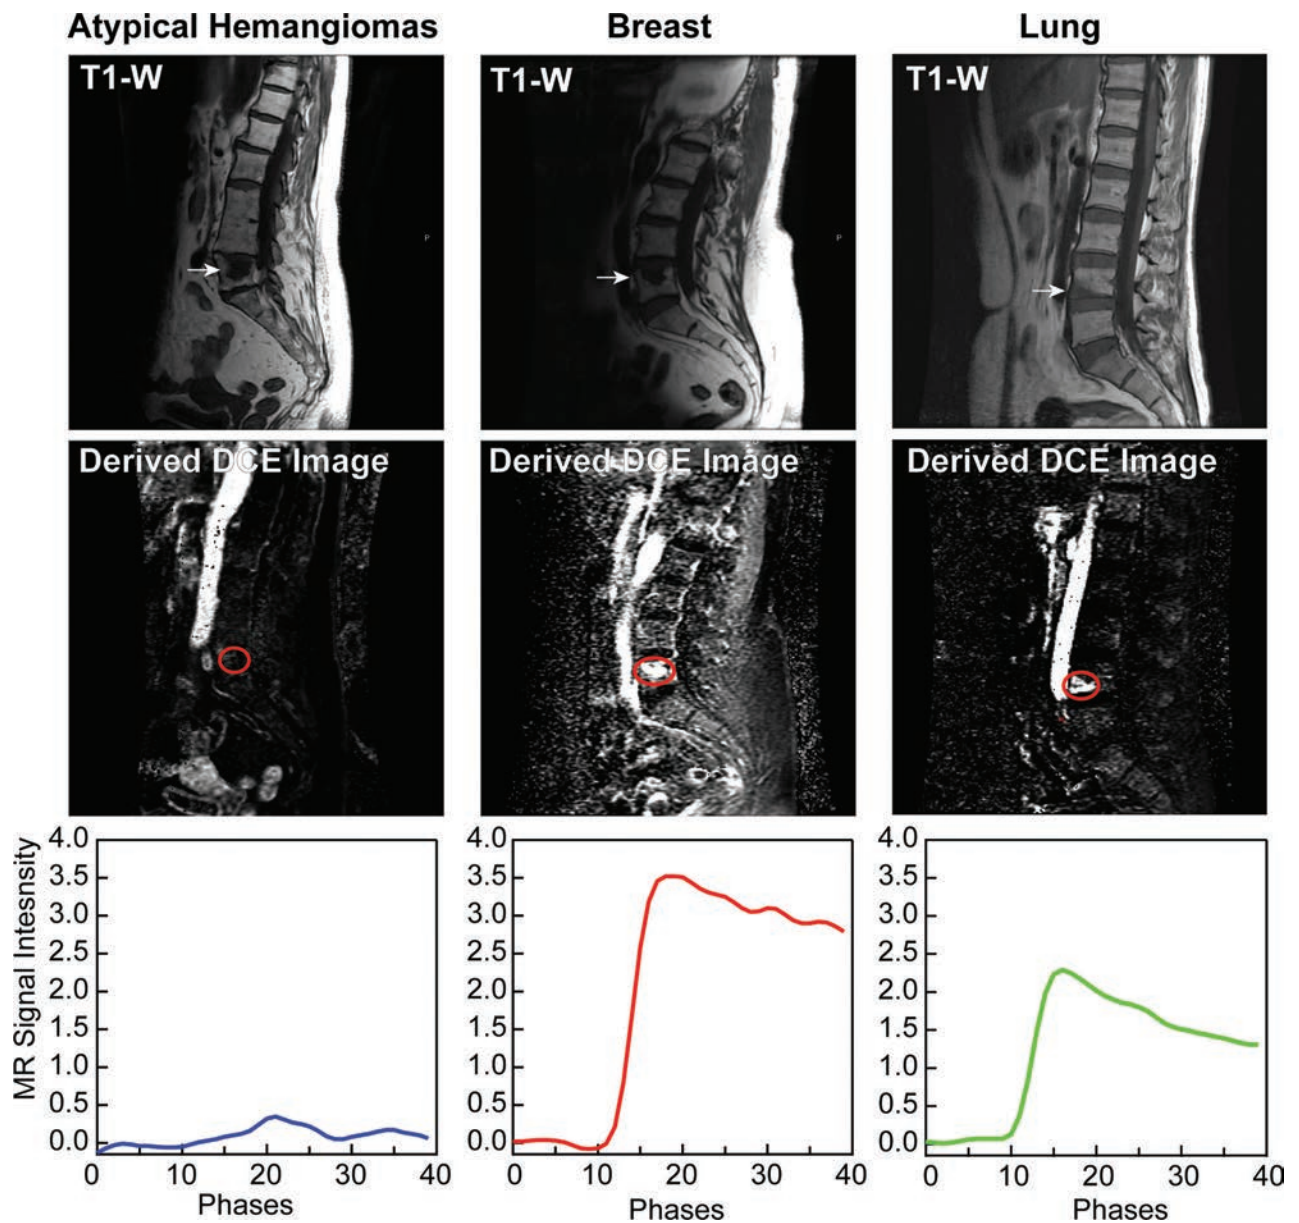 Atypical Hemangiomas Breast Lung
T1-W T1-W T1-W
P P
Derived DCE Image Derived DCE Image Derived DCE Image
MR Signal Intesnsity
4.0 4.0 4.0
3.5 3.5 3.5
3.0 3.0 3.0
2.5 2.5 2.5
2.0 2.0 2.0
1.5 1.5 1.5
1.0 1.0 1.0
0.5 0.5 0.5
0.0 0.0 0.0
0 10 20 30 40 0 10 20 30 40 0 10 20 30 40
Phases Phases Phases